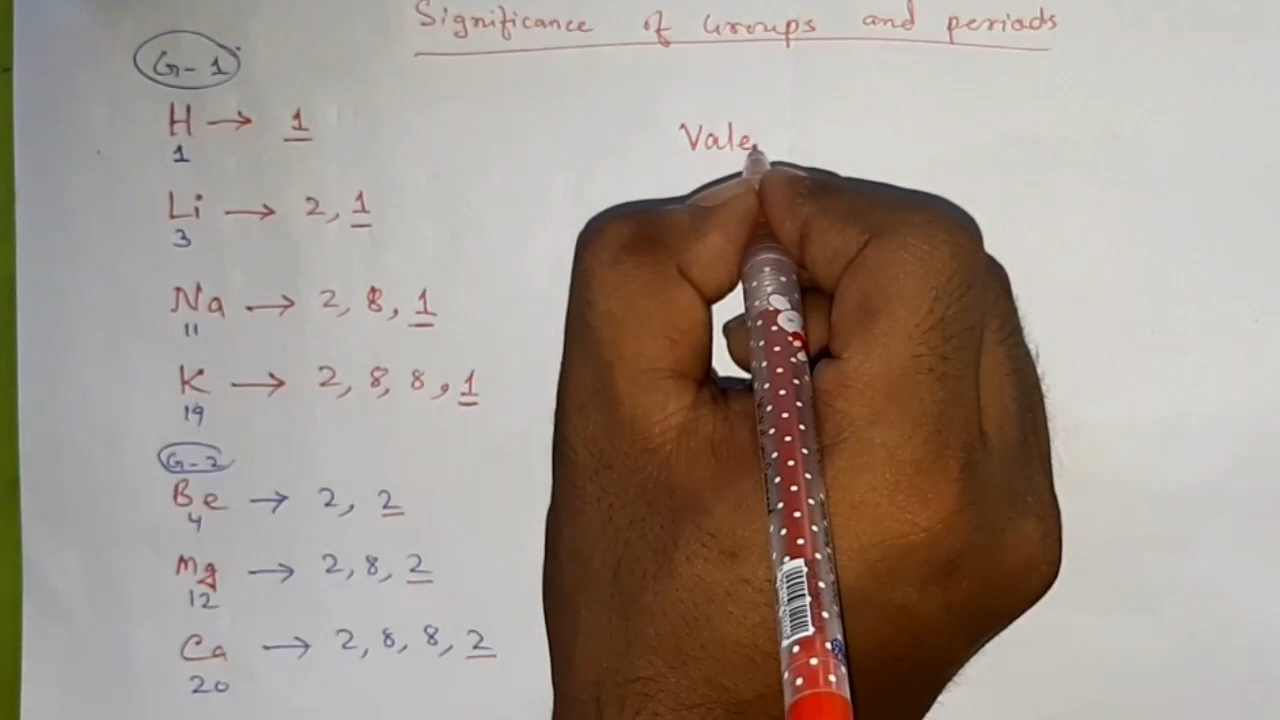 Significance of Groups and periods
G-1
H → 1
1
Li → 2, 1
3
Na → 2, 8, 1
11
K → 2, 8, 8, 1
19
G-2
Be → 2, 2
4
Mg → 2, 8, 2
12
Ca → 2, 8, 8, 2
20
Vale